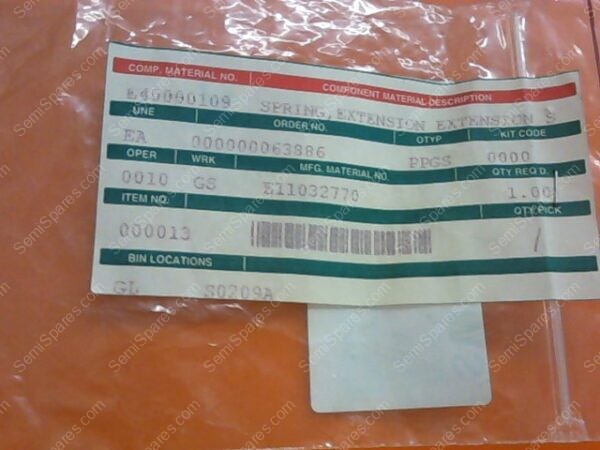 COMP. MATERIAL NO. COMPONENT MATERIAL DESCRIPTION
E40000109 SPRING, EXTENSION EXTENSION S
UNE ORDER NO. QTYP KIT CODE
EA 000000063886 PPGS 0000
OPER WRK MFG. MATERIAL NO. QTY REQ'D.
0010 GS E11032770 1.00
ITEM NO. QTY PICK
000013 1
BIN LOCATIONS
GL S0209A
SemiSpares.com